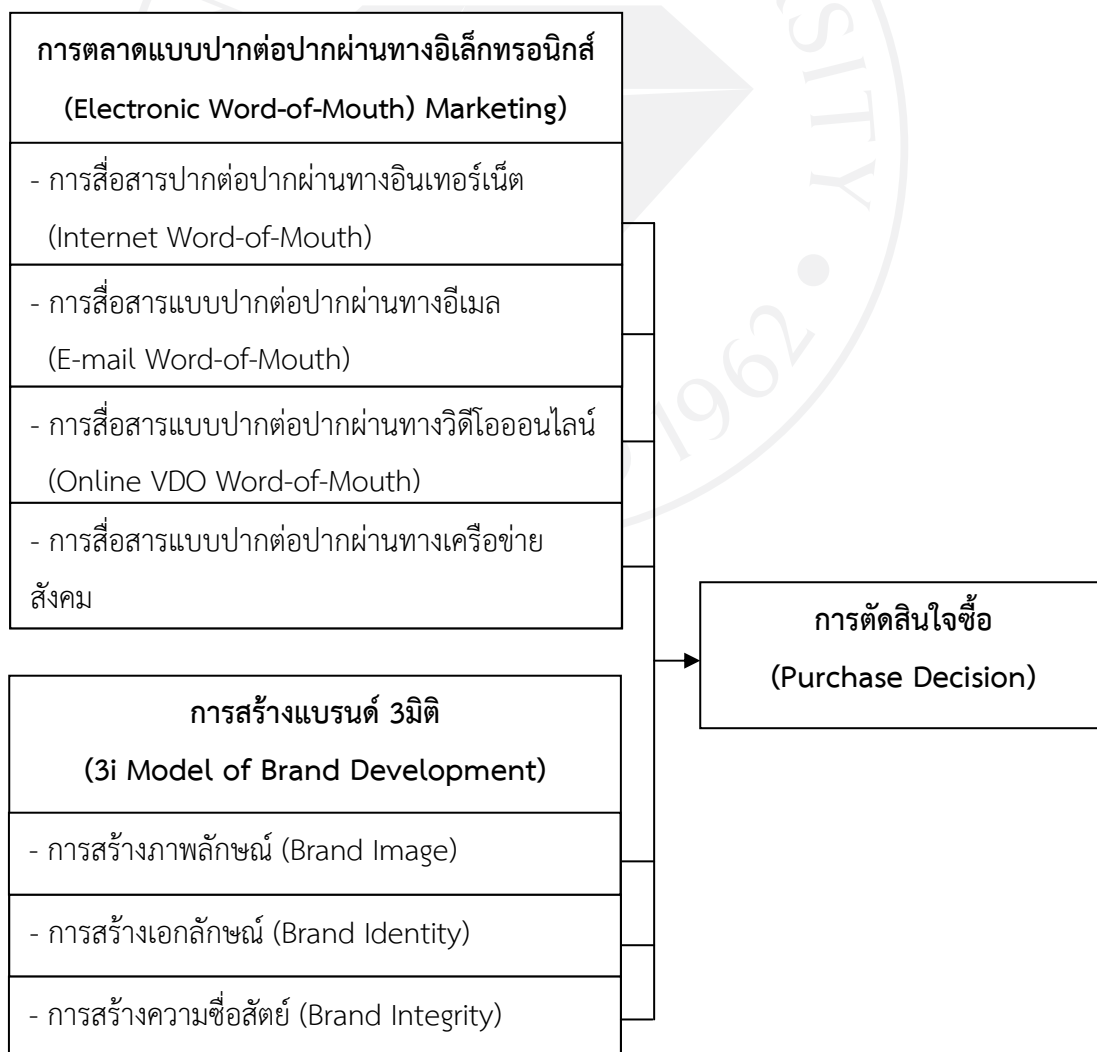 การตลาดแบบปากต่อปากผ่านทางอิเล็กทรอนิกส์
(Electronic Word-of-Mouth) Marketing)
- การสื่อสารปากต่อปากผ่านทางอินเทอร์เน็ต
(Internet Word-of-Mouth)
- การสื่อสารแบบปากต่อปากผ่านทางอีเมล
(E-mail Word-of-Mouth)
- การสื่อสารแบบปากต่อปากผ่านทางวิดีโอออนไลน์
(Online VDO Word-of-Mouth)
- การสื่อสารแบบปากต่อปากผ่านทางเครือข่าย
สังคม
การตัดสินใจซื้อ
(Purchase Decision)
การสร้างแบรนด์ 3มิติ
(3i Model of Brand Development)
- การสร้างภาพลักษณ์ (Brand Image)
- การสร้างเอกลักษณ์ (Brand Identity)
- การสร้างความซื่อสัตย์ (Brand Integrity)
SITY • 1962 •